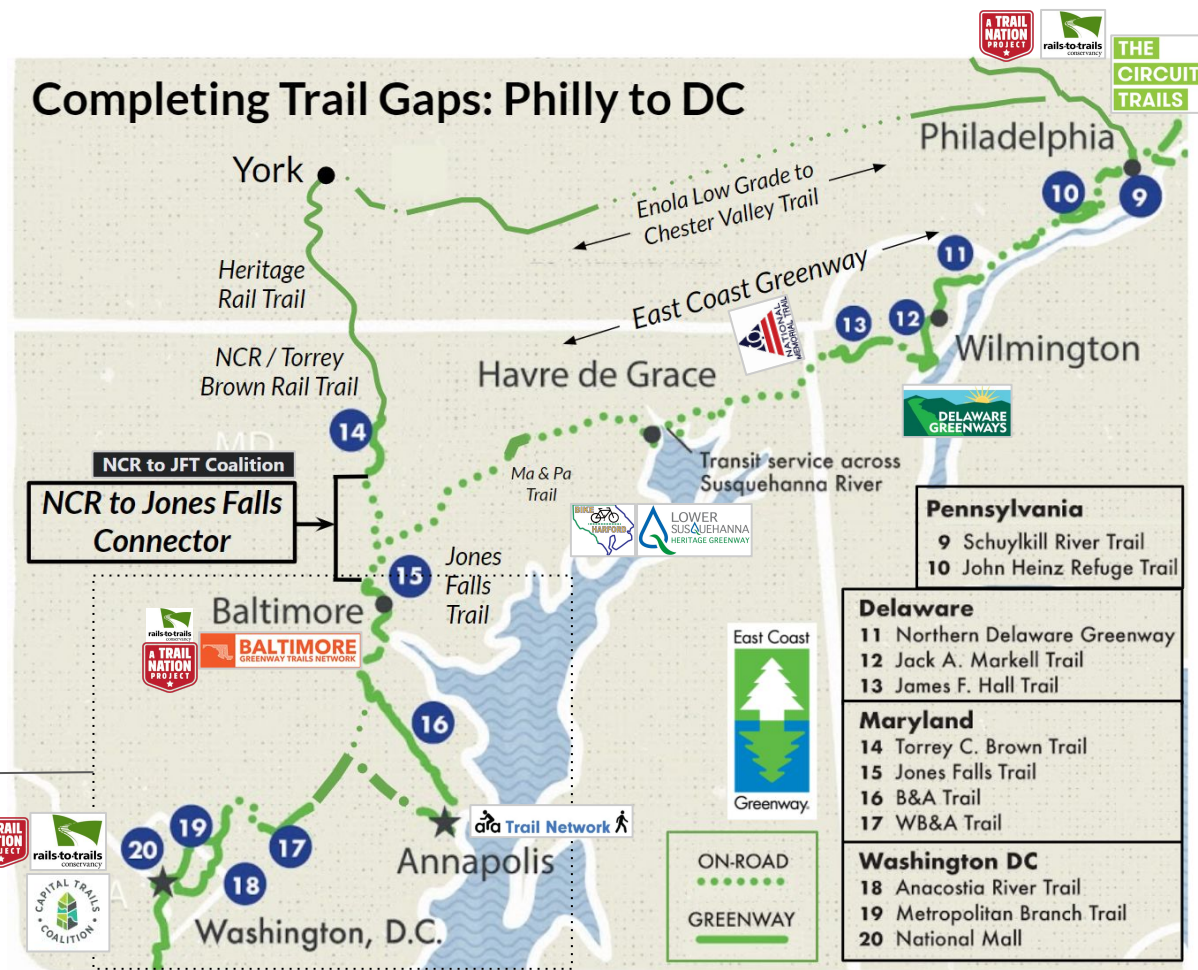 A TRAIL
NATION
PROJECT
rails-to-trails
conservancy
THE
CIRCUIT
TRAILS
Completing Trail Gaps: Philly to DC
Philadelphia
York
10
9
Enola Low Grade to
Chester Valley Trail
Heritage
Rail Trail
11
East Coast Greenway
NATIONAL
MEMORIAL TRAIL
13
12
NCR / Torrey
Brown Rail Trail
Wilmington
Havre de Grace
DELAWARE
GREENWAYS
14
MD
NCR to JFT Coalition
Ma & Pa
Trail
Transit service across
Susquehanna River
NCR to Jones Falls
Connector
BIKE
HARFORD
LOWER
SUSQUEHANNA
HERITAGE GREENWAY
Pennsylvania
9 Schuylkill River Trail
10 John Heinz Refuge Trail
15
Jones
Falls
Trail
Baltimore
rails-to-trails
conservancy
A TRAIL
NATION
PROJECT
BALTIMORE
GREENWAY TRAILS NETWORK
Delaware
11 Northern Delaware Greenway
12 Jack A. Markell Trail
13 James F. Hall Trail
East Coast
Greenway.
16
Maryland
14 Torrey C. Brown Trail
15 Jones Falls Trail
16 B&A Trail
17 WB&A Trail
RAIL
TION
JECT
rails-to-trails
conservancy
20
19
17
18
Trail Network
Annapolis
CAPITAL TRAILS
COALITION
A
Washington, D.C.
ON-ROAD
GREENWAY
Washington DC
18 Anacostia River Trail
19 Metropolitan Branch Trail
20 National Mall